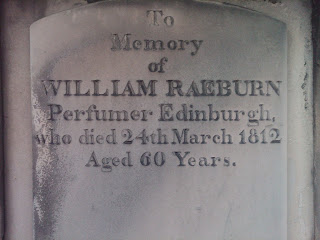 To
Memory
of
WILLIAM RAEBURN
Perfumer Edinburgh,
who died 24th March 1812
Aged 60 Years.